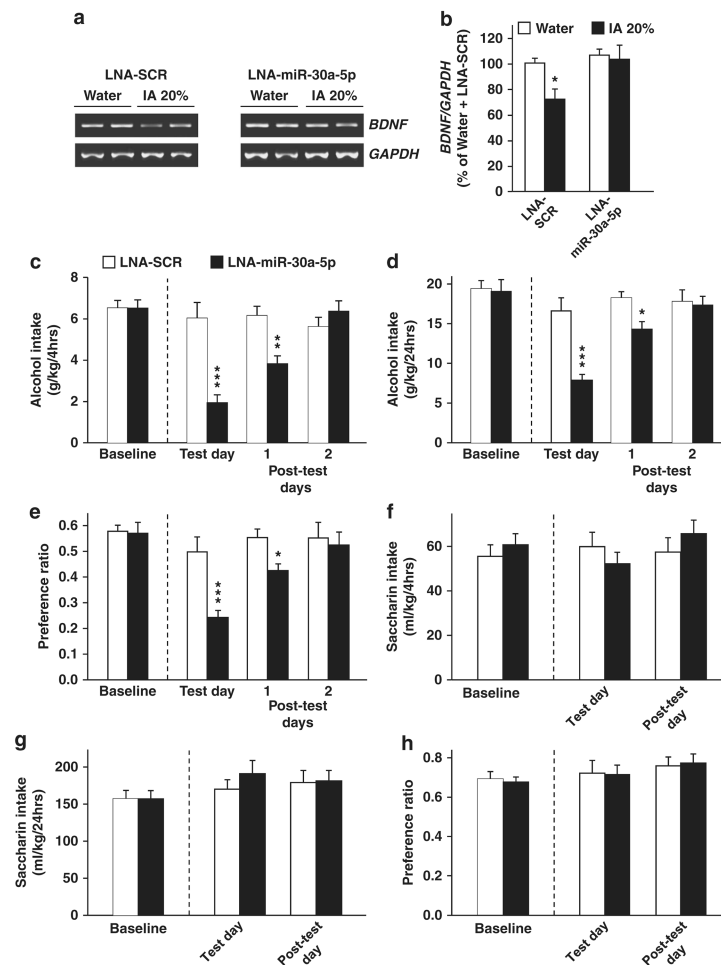 a
LNA-SCR
LNA-miR-30a-5p
Water IA 20%
Water IA 20%
BDNF
GAPDH
b
Water IA 20%
BDNF/GAPDH
(% of Water + LNA-SCR)
120
100
80
60
40
20
0
*
LNA-
SCR
LNA-
miR-30a-5p
c
LNA-SCR LNA-miR-30a-5p
Alcohol intake
(g/kg/4hrs)
8
6
4
2
0
***
**
Baseline Test day 1 2
Post-test
days
d
Alcohol intake
(g/kg/24hrs)
20
15
10
5
0
***
*
Baseline Test day 1 2
Post-test
days
e
Preference ratio
0.6
0.5
0.4
0.3
0.2
0.1
0.0
***
*
Baseline Test day 1 2
Post-test
days
f
Saccharin intake
(ml/kg/4hrs)
60
40
20
0
Baseline
Test day
Post-test
day
g
Saccharin intake
(ml/kg/24hrs)
200
150
100
50
0
Baseline
Test day
Post-test
day
h
Preference ratio
0.8
0.6
0.4
0.2
0.0
Baseline
Test day
Post-test
day